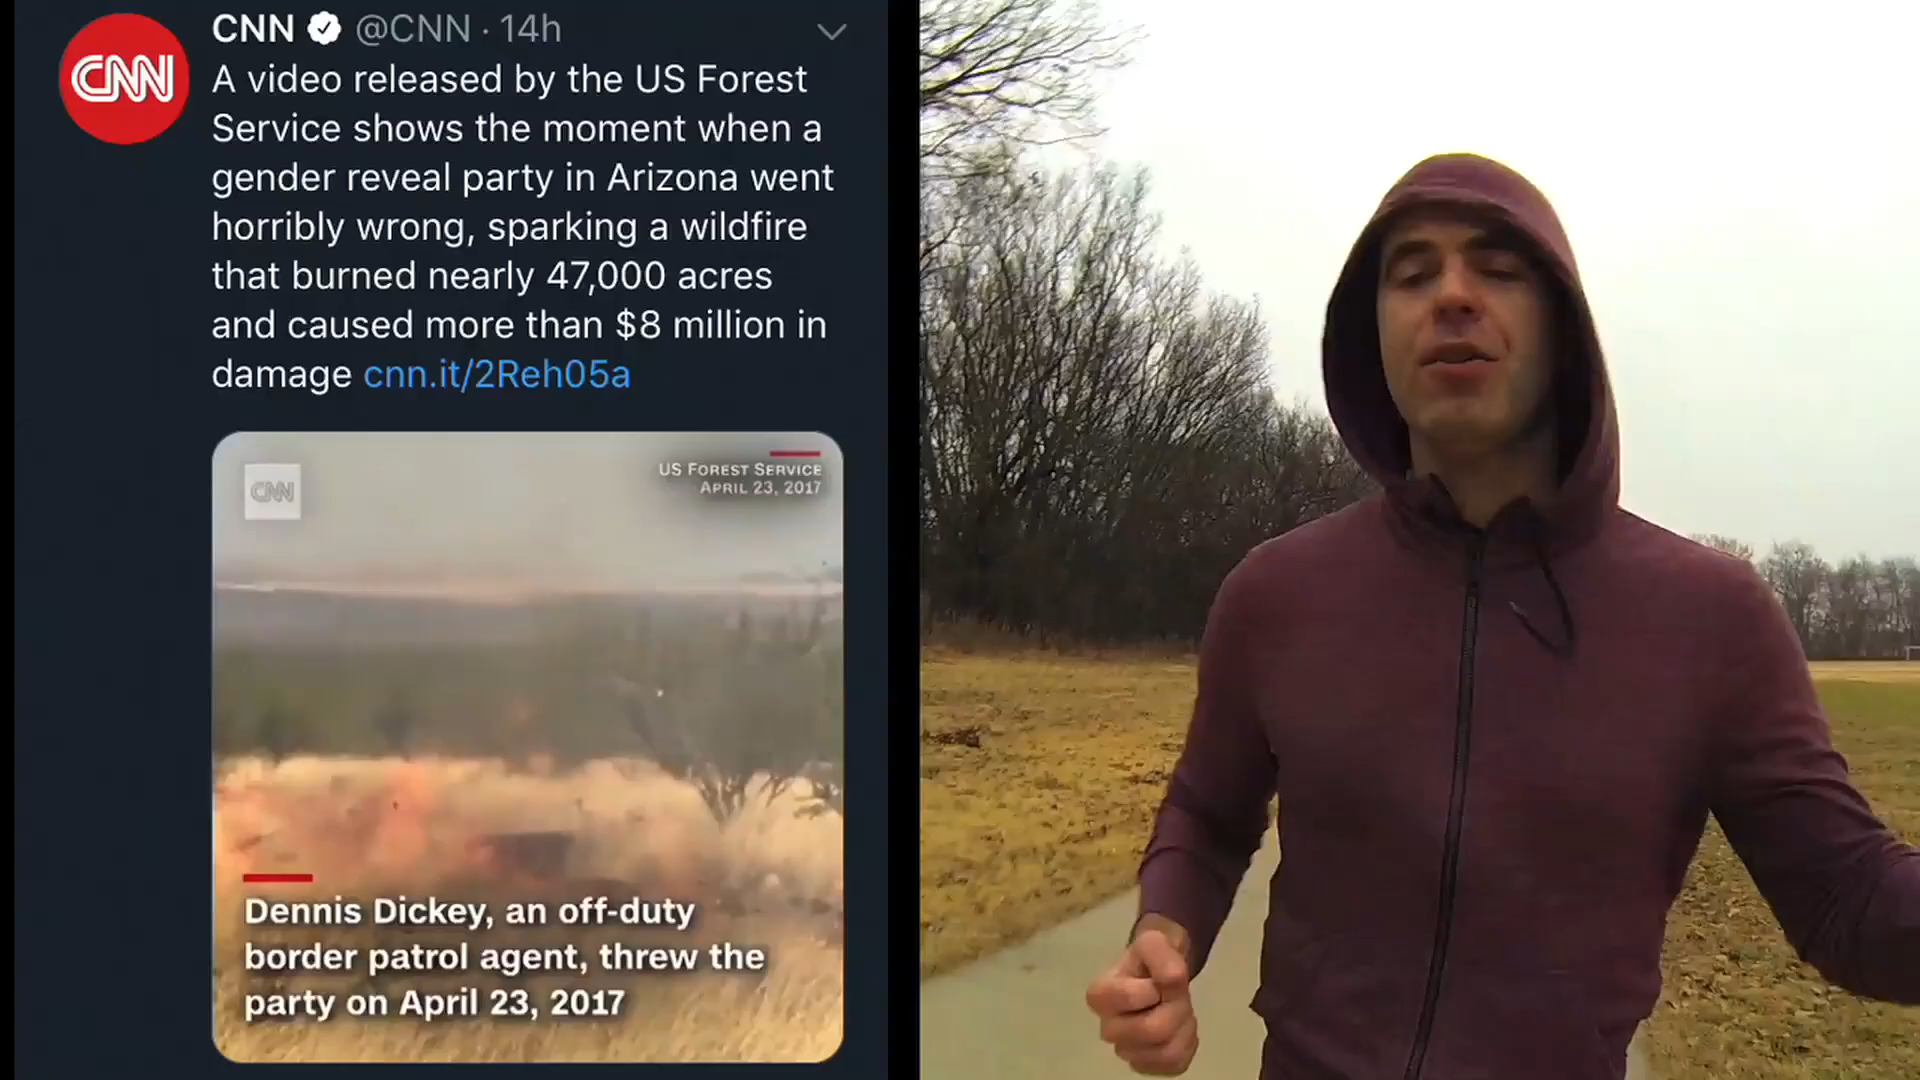 CNN @CNN · 14h
CNN
A video released by the US Forest
Service shows the moment when a
gender reveal party in Arizona went
horribly wrong, sparking a wildfire
that burned nearly 47,000 acres
and caused more than $8 million in
damage cnn.it/2Reh05a
CNN
US FOREST SERVICE
APRIL 23, 2017
Dennis Dickey, an off-duty
border patrol agent, threw the
party on April 23, 2017